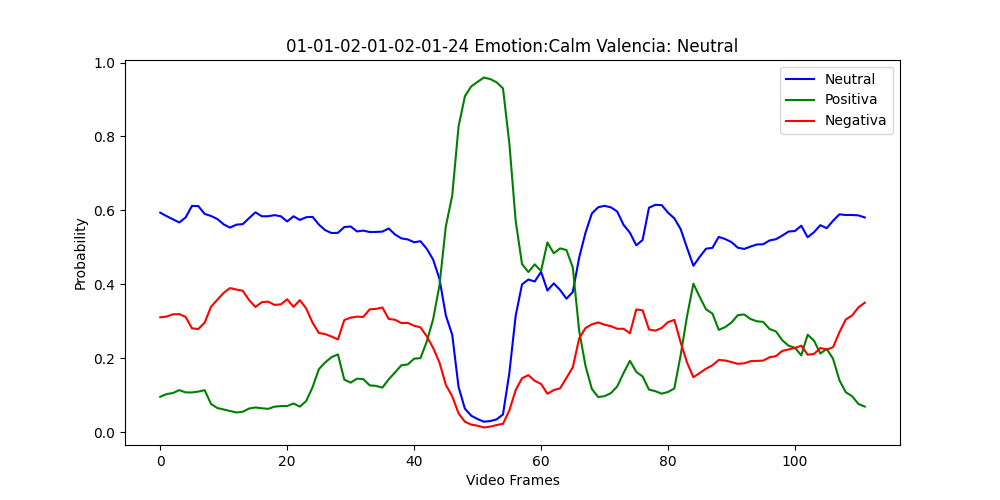 01-01-02-01-02-01-24 Emotion:Calm Valencia: Neutral
Neutral
Positiva
Negativa
Probability
1.0
0.8
0.6
0.4
0.2
0.0
0 20 40 60 80 100
Video Frames